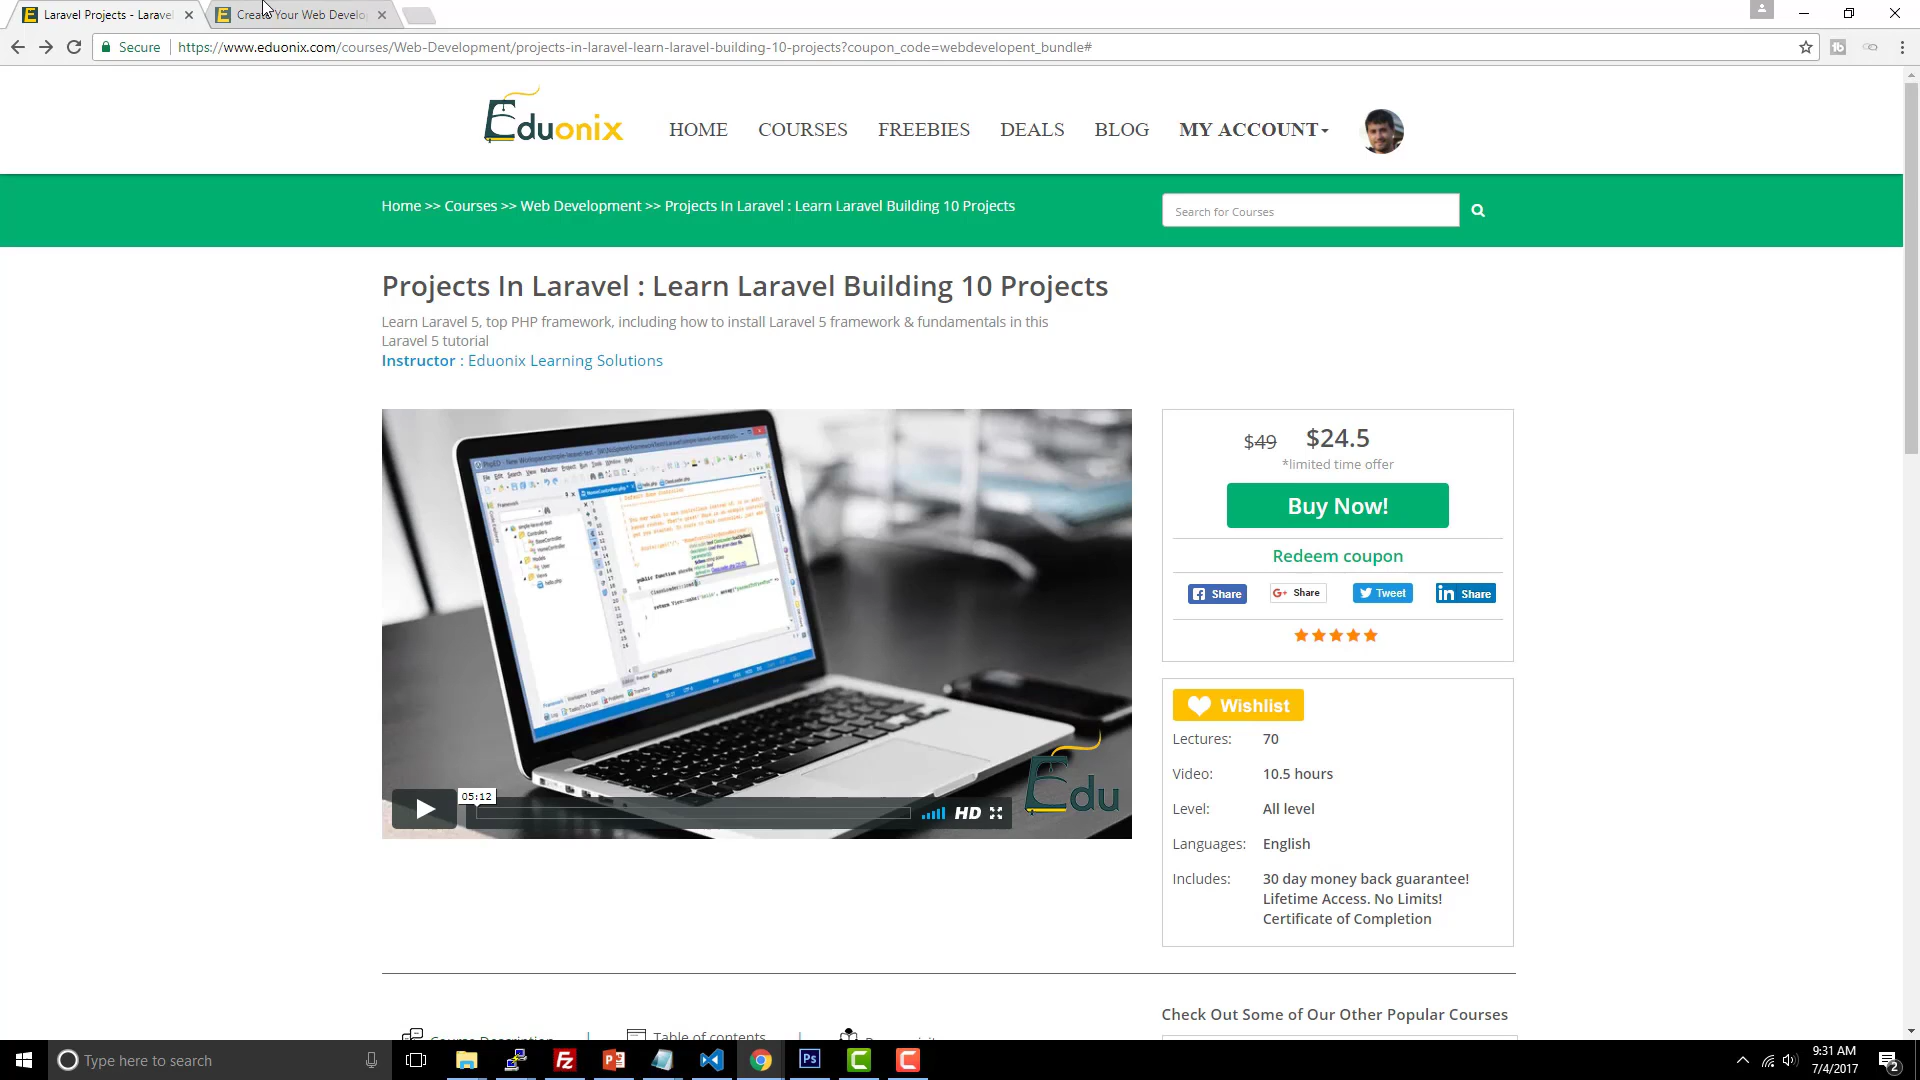 Laravel Projects - Larave
Create Your Web Develo
Secure
https://www.eduonix.com/courses/Web-Development/projects-in-laravel-learn-laravel-building-10-projects?coupon_code=webdevelopent_bundle#
Eduonix
HOME
COURSES
FREEBIES
DEALS
BLOG
MY ACCOUNT
Home >> Courses >> Web Development >> Projects In Laravel : Learn Laravel Building 10 Projects
Search for Courses
Projects In Laravel : Learn Laravel Building 10 Projects
Learn Laravel 5, top PHP framework, including how to install Laravel 5 framework & fundamentals in this
Laravel 5 tutorial
Instructor : Eduonix Learning Solutions
$49 $24.5
*limited time offer
Buy Now!
Redeem coupon
Share
G+ Share
Tweet
in Share
Wishlist
Lectures: 70
Video: 10.5 hours
Level: All level
Languages: English
Includes: 30 day money back guarantee!
Lifetime Access. No Limits!
Certificate of Completion
05:12
HD
Edu
Course Description
Table of contents
Check Out Some of Our Other Popular Courses
Type here to search
9:31 AM
7/4/2017
2